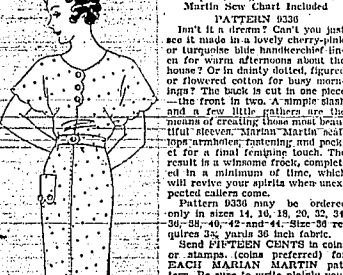 Martin Sew Chart Included
PATTERN 9336
Isn't it a dream? Can't you just
see it made in a lovely cherry-pink
or turquoise blue handkerchief lin-
en for warm afternoons about the
house? Or in dainty dotted, figured
or flowered cotton for busy morn-
ings? The back is cut in one piece
—the front in two. A simple slash
and a few little gathers are the
means of creating those most beau-
tiful sleeves. Marian Martin scal-
lops armholes, fastening and pock-
et for a final feminine touch. The
result is a winsome frock, complet-
ed in a minimum of time, which
will revive your spirits when unex-
pected callers come.
Pattern 9336 may be ordered
only in sizes 14, 16, 18, 20, 32, 34
36, 38, 40, 42 and 44. Size 36 re-
quires 3¾ yards 36 inch fabric.
Send FIFTEEN CENTS in coin
or stamps (coins preferred) for
EACH MARIAN MARTIN pat-